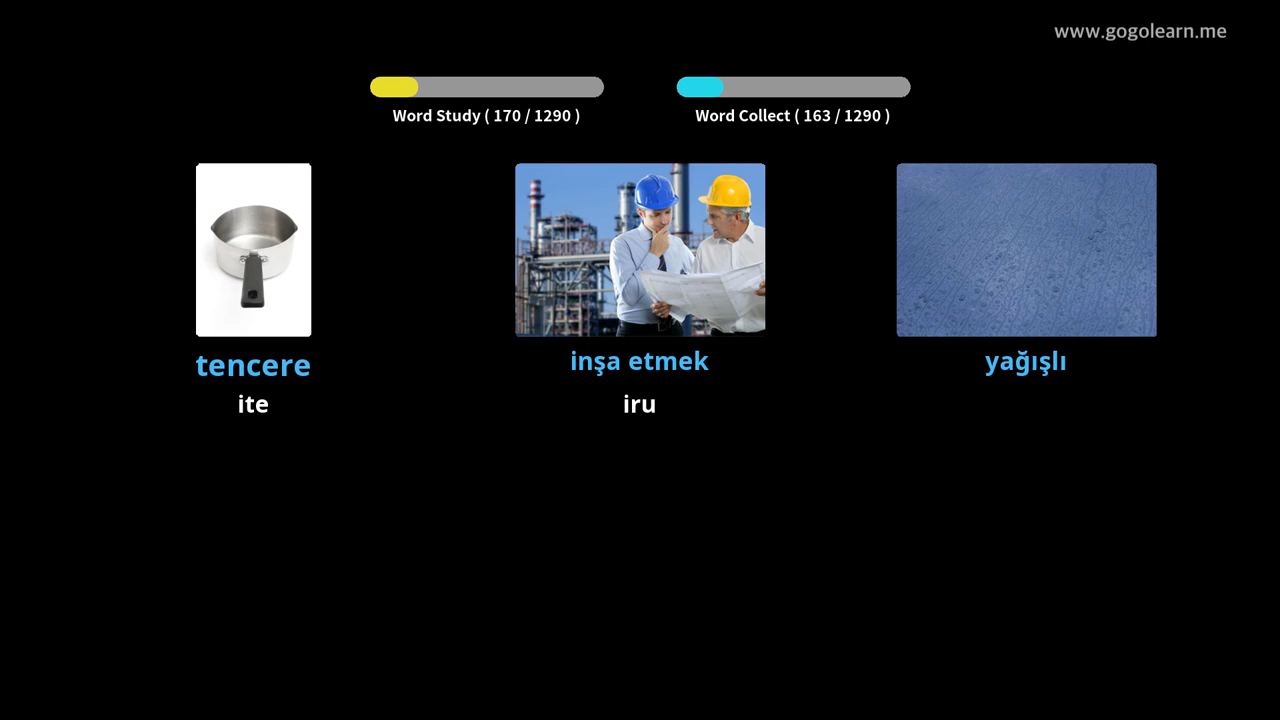 www.gogolearn.me
Word Study ( 170 / 1290 )
Word Collect ( 163 / 1290 )
tencere
ite
inşa etmek
iru
yağışlı